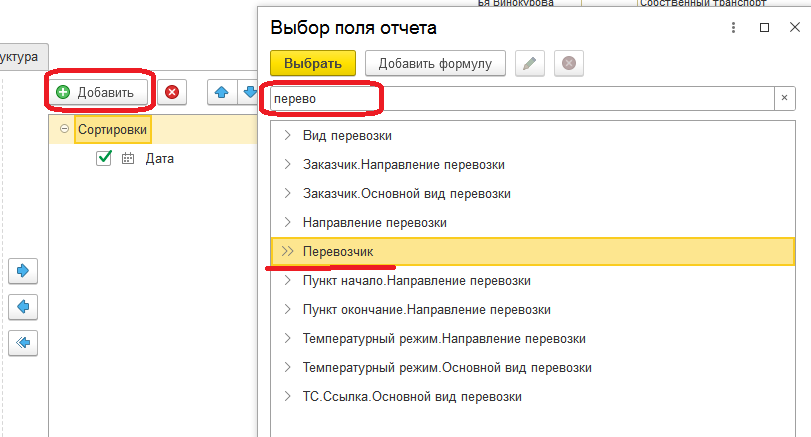 ья Винокурова
Собственный транспорт
Выбор поля отчета
уктура
Выбрать
Добавить формулу
Добавить
перево
×
Сортировки
Дата
Вид перевозки
Заказчик.Направление перевозки
Заказчик.Основной вид перевозки
Направление перевозки
Перевозчик
Пункт начало.Направление перевозки
Пункт окончание.Направление перевозки
Температурный режим.Направление перевозки
Температурный режим.Основной вид перевозки
ТС.Ссылка.Основной вид перевозки